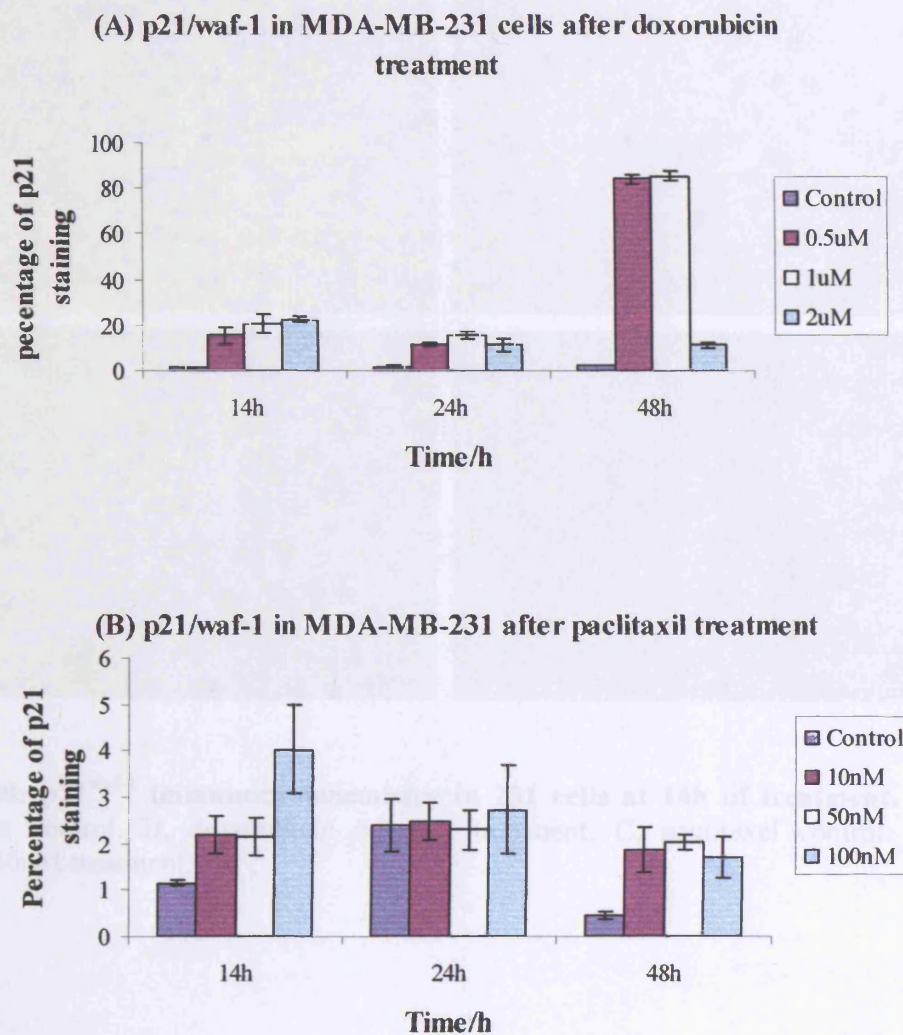 (A) p21/waf-1 in MDA-MB-231 cells after doxorubicin
treatment
pecentage of p21
staining
100
80
60
40
20
0
14h
24h
48h
Time/h
Control
0.5uM
1uM
2uM
(B) p21/waf-1 in MDA-MB-231 after paclitaxil treatment
Percentage of p21
staining
6
5
4
3
2
1
0
14h
24h
48h
Time/h
Control
10nM
50nM
100nM